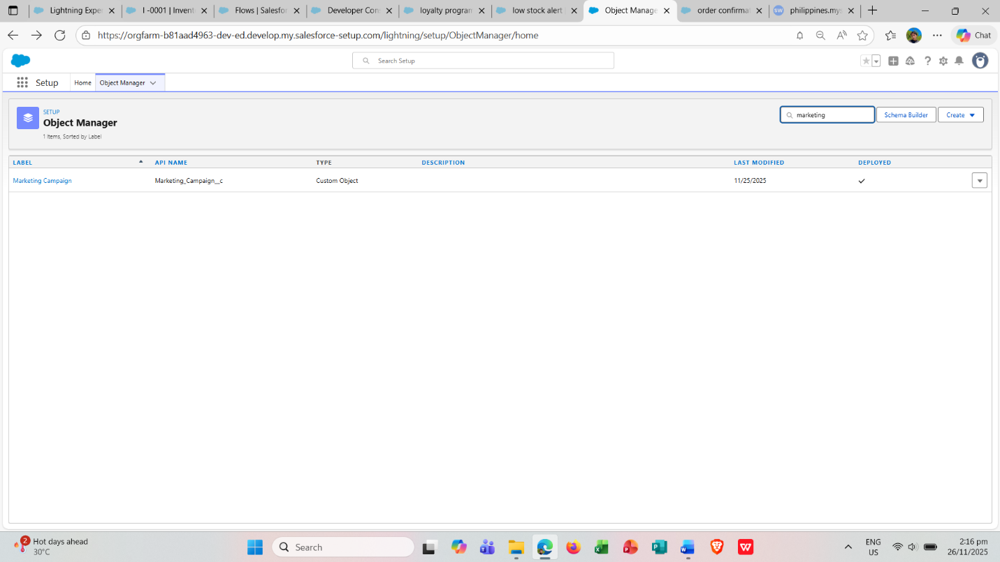 Lightning Exper
I -0001 | Invent
Flows | Salesfor
Developer Con
loyalty program
low stock alert
Object Manage
order confirmat
SW
philippines.mys
https://orgfarm-b81aad4963-dev-ed.develop.my.salesforce-setup.com/lightning/setup/ObjectManager/home
Chat
Search Setup
Setup
Home
Object Manager
SETUP
Object Manager
1 Items, Sorted by Label
marketing
Schema Builder
Create
LABEL
API NAME
TYPE
DESCRIPTION
LAST MODIFIED
DEPLOYED
Marketing Campaign
Marketing_Campaign__c
Custom Object
11/25/2025
2
Hot days ahead
30°C
Search
ENG
US
2:16 pm
26/11/2025